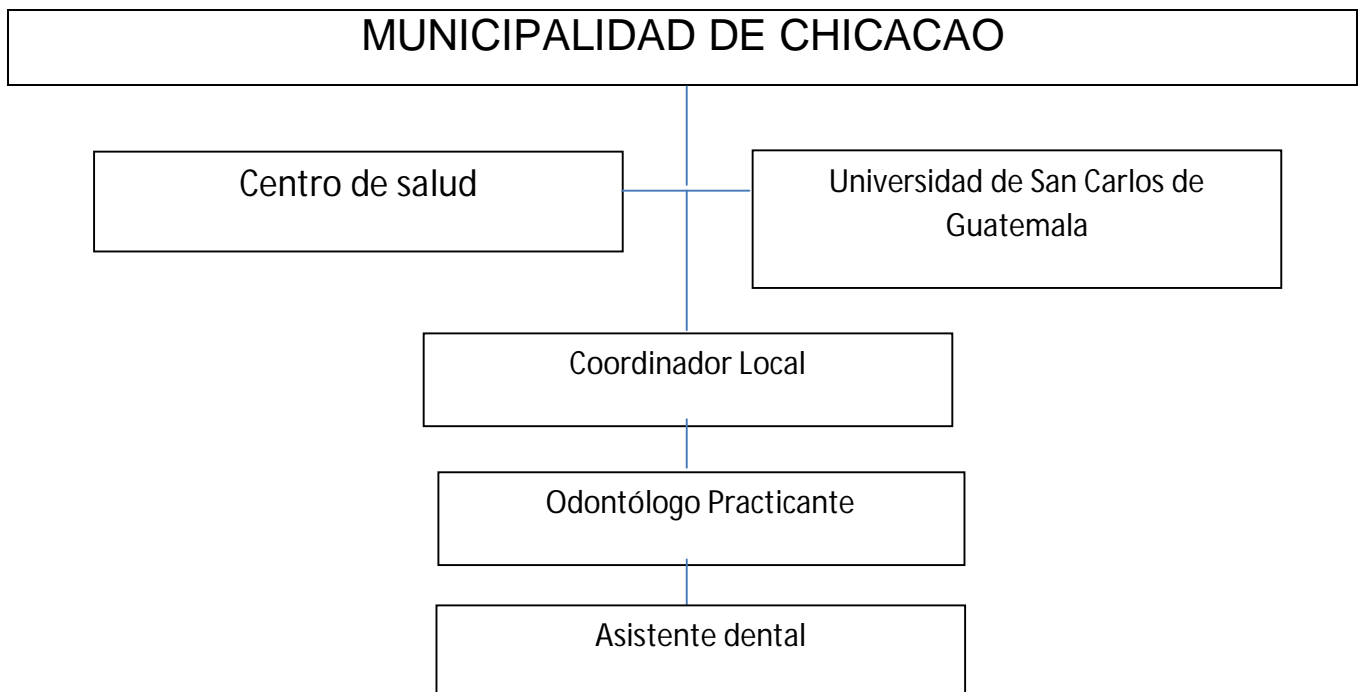 MUNICIPALIDAD DE CHICACAO
Centro de salud
Universidad de San Carlos de
Guatemala
Coordinador Local
Odontólogo Practicante
Asistente dental